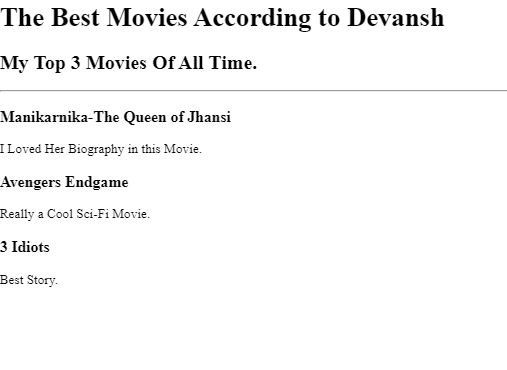 The Best Movies According to Devansh
My Top 3 Movies Of All Time.
Manikarnika-The Queen of Jhansi
I Loved Her Biography in this Movie.
Avengers Endgame
Really a Cool Sci-Fi Movie.
3 Idiots
Best Story.